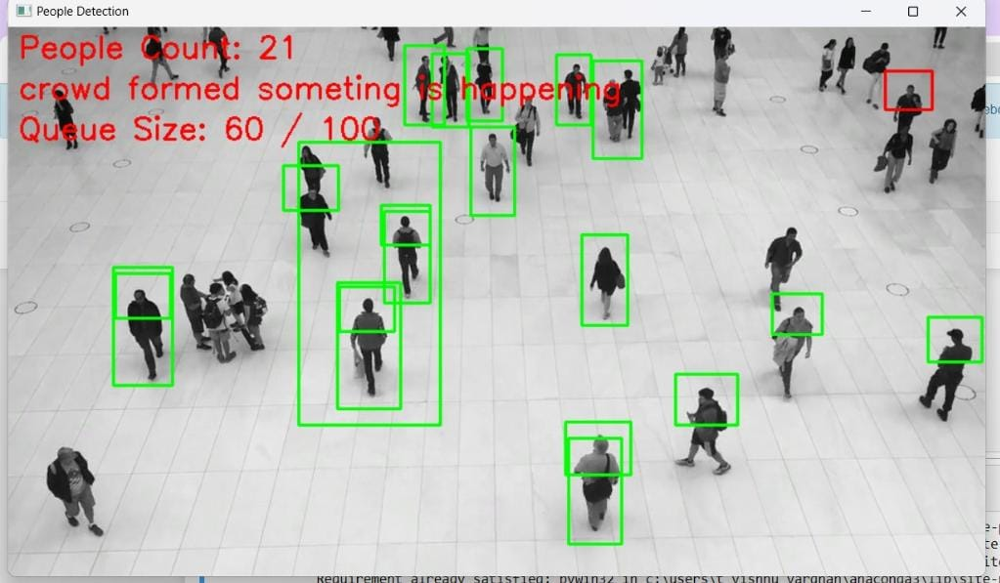 People Detection
People Count: 21
crowd formed someting is happening
Queue Size: 60 / 100
Requirement already satisfied: pywin32 in c:\users\t vishnu vardhan\anaconda3\lib\site-